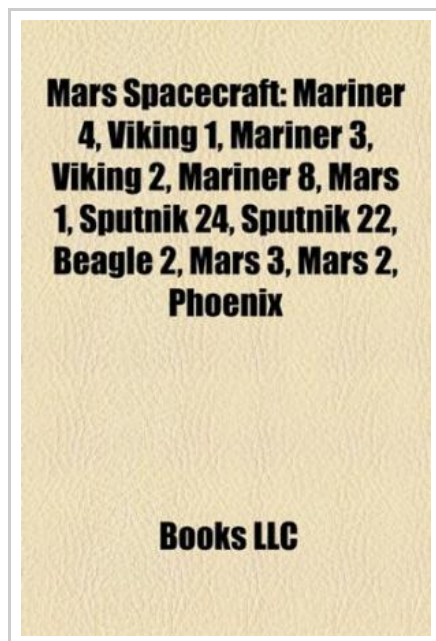 Mars Spacecraft: Mariner
4, Viking 1, Mariner 3,
Viking 2, Mariner 8, Mars
1, Sputnik 24, Sputnik 22,
Beagle 2, Mars 3, Mars 2,
Phoenix
Books LLC